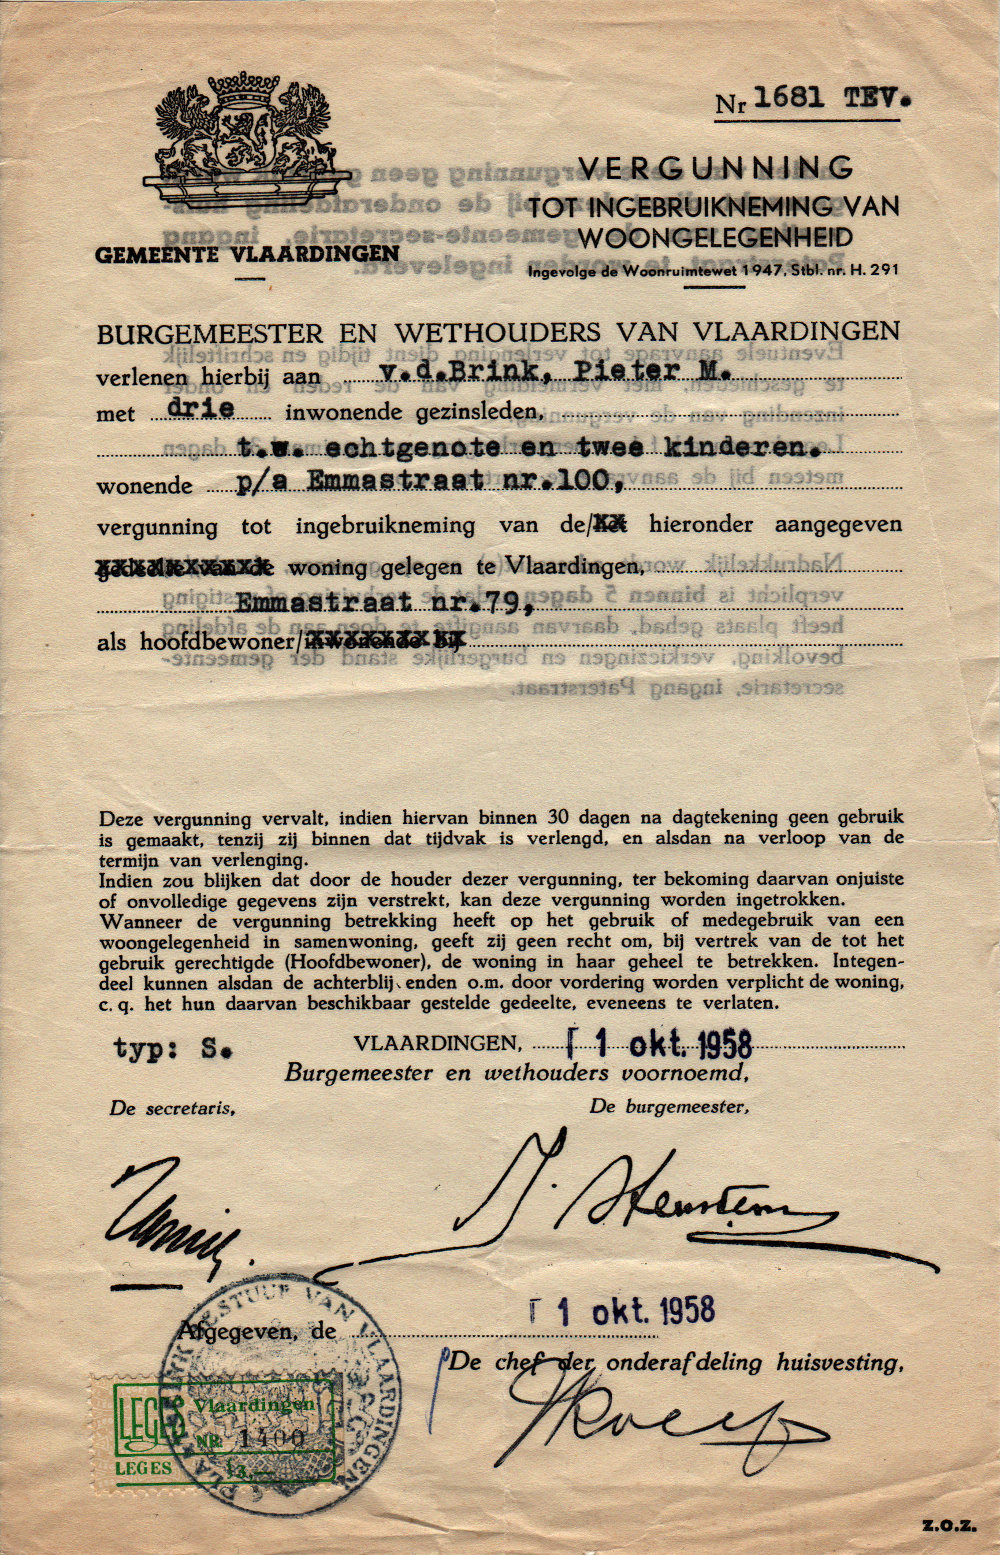 Nr 1681 TEV.
VERGUNNING
TOT INGEBRUIKNEMING VAN
WOONGELEGENHEID
Ingevolge de Woonruimtewet 1947, Stbl. nr. H. 291
GEMEENTE VLAARDINGEN
BURGEMEESTER EN WETHOUDERS VAN VLAARDINGEN
verlenen hierbij aan v.d.Brink, Pieter M.
met drie inwonende gezinsleden,
t.w. echtgenote en twee kinderen.
wonende p/a Emmastraat nr.100,
vergunning tot ingebruikneming van de/het hieronder aangegeven
gedeelte van de woning gelegen te Vlaardingen,
Emmastraat nr.79,
als hoofdbewoner/inwonende bij
Deze vergunning vervalt, indien hiervan binnen 30 dagen na dagtekening geen gebruik
is gemaakt, tenzij zij binnen dat tijdvak is verlengd, en alsdan na verloop van de
termijn van verlenging.
Indien zou blijken dat door de houder dezer vergunning, ter bekoming daarvan onjuiste
of onvolledige gegevens zijn verstrekt, kan deze vergunning worden ingetrokken.
Wanneer de vergunning betrekking heeft op het gebruik of medegebruik van een
woongelegenheid in samenwoning, geeft zij geen recht om, bij vertrek van de tot het
gebruik gerechtigde (Hoofdbewoner), de woning in haar geheel te betrekken. Integen-
deel kunnen alsdan de achterblijvenden o.m. door vordering worden verplicht de woning,
c. q. het hun daarvan beschikbaar gestelde gedeelte, eveneens te verlaten.
typ: S.
VLAARDINGEN, 1 okt. 1958
Burgemeester en wethouders voornoemd,
De secretaris,
De burgemeester,
Afgegeven, de 1 okt. 1958
De chef der onderafdeling huisvesting,
BESTUUR VAN VLAARDINGEN
LEGES
Vlaardingen
NR. 1400
LEGES
z.o.z.